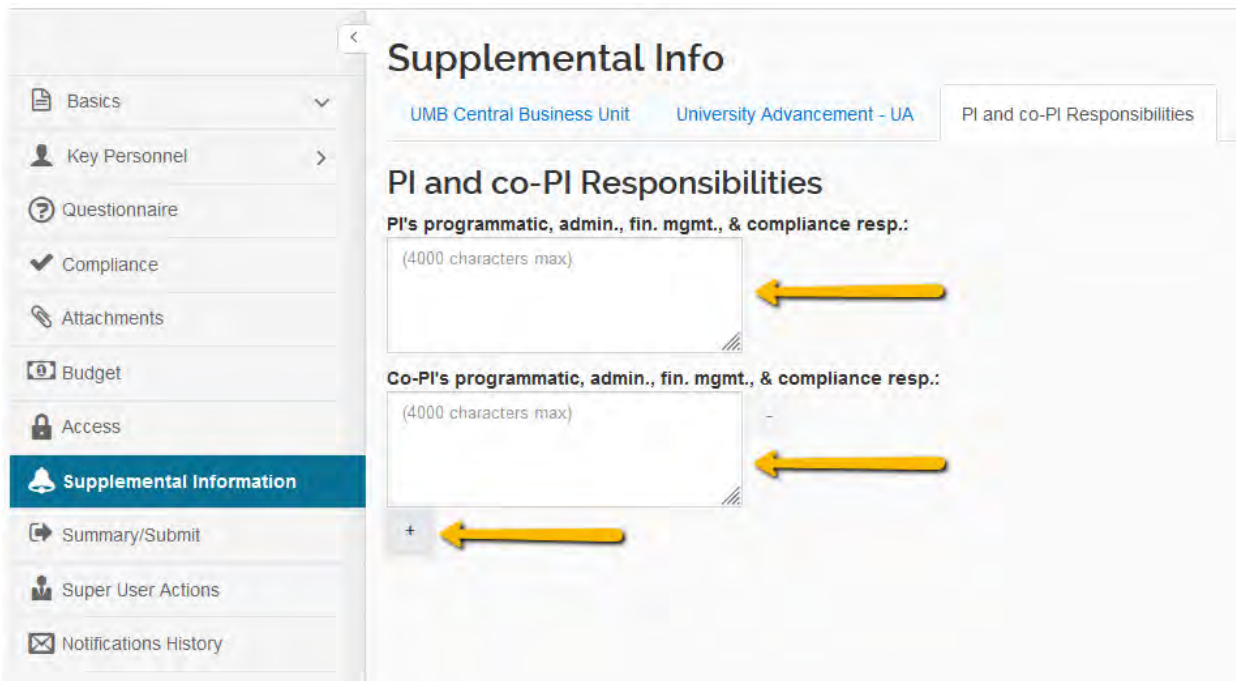 Supplemental Info
Basics
Key Personnel
Questionnaire
Compliance
Attachments
Budget
Access
Supplemental Information
Summary/Submit
Super User Actions
Notifications History
UMB Central Business Unit University Advancement - UA PI and co-PI Responsibilities
PI and co-PI Responsibilities
PI's programmatic, admin., fin. mgmt., & compliance resp.:
(4000 characters max)
Co-PI's programmatic, admin., fin. mgmt., & compliance resp.:
(4000 characters max)
-
+